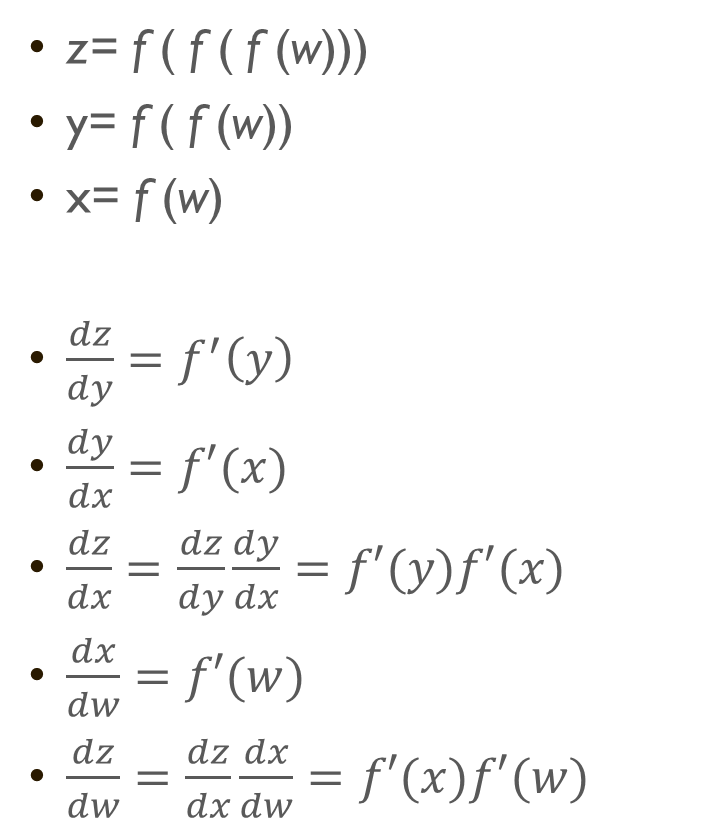 • z= f ( f ( f (w)))
• y= f ( f (w))
• x= f (w)
• dz/dy = f′(y)
• dy/dx = f′(x)
• dz/dx = dz/dy dy/dx = f′(y)f′(x)
• dx/dw = f′(w)
• dz/dw = dz/dx dx/dw = f′(x)f′(w)